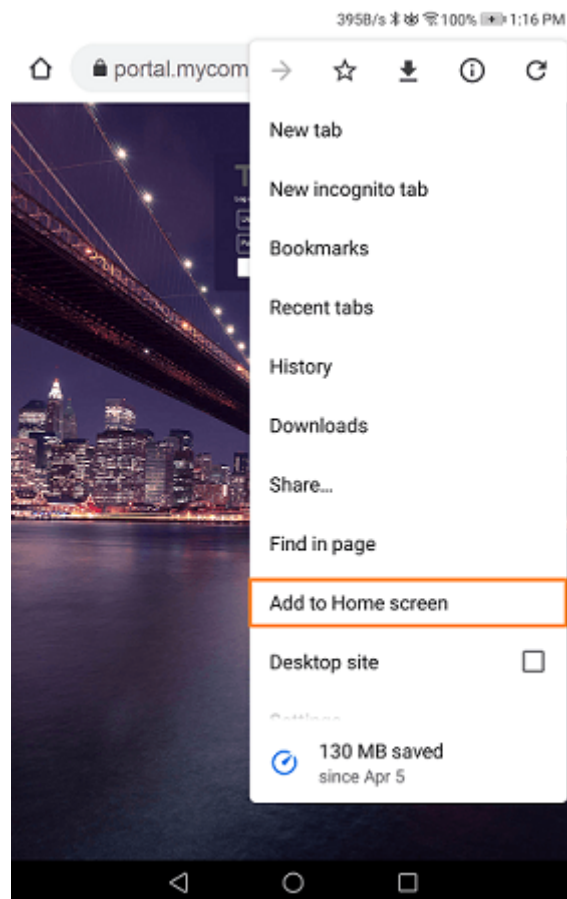 395B/s 100% 1:16 PM
portal.mycom
New tab
New incognito tab
Bookmarks
Recent tabs
History
Downloads
Share...
Find in page
Add to Home screen
Desktop site
Settings
130 MB saved
since Apr 5